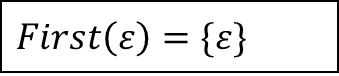 First(ε) = {ε}